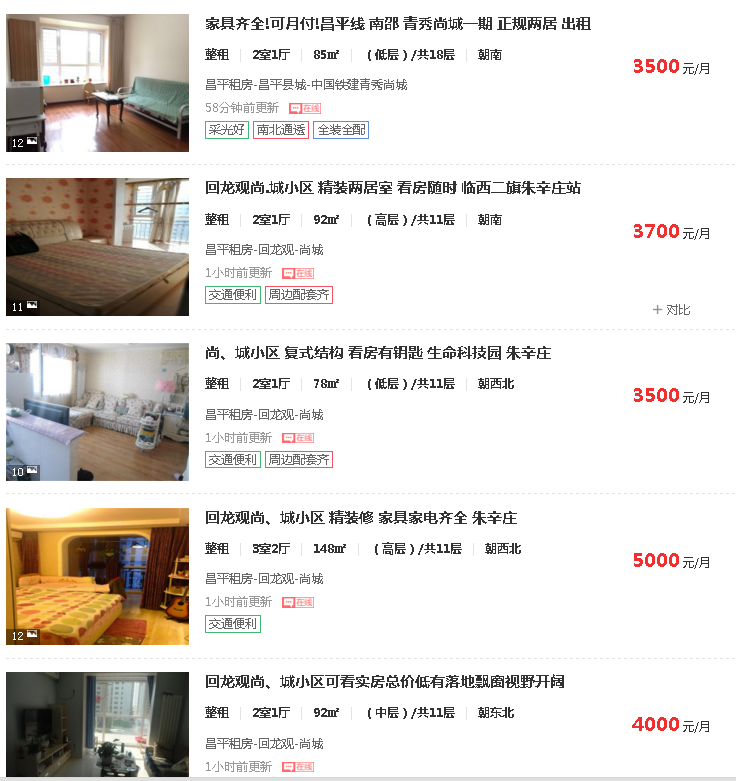 家具齐全!可月付!昌平线 南邵 青秀尚城一期 正规两居 出租
整租 2室1厅 85㎡ (低层)/共18层 朝南
3500元/月
昌平租房-昌平县城-中国铁建青秀尚城
58分钟前更新 在线
12
采光好 南北通透 全装全配
回龙观尚.城小区 精装两居室 看房随时 临西二旗朱辛庄站
整租 2室1厅 92㎡ (高层)/共11层 朝南
3700元/月
昌平租房-回龙观-尚城
1小时前更新 在线
交通便利 周边配套齐
11
+对比
尚、城小区 复式结构 看房有钥匙 生命科技园 朱辛庄
整租 2室1厅 78㎡ (低层)/共11层 朝西北
3500元/月
昌平租房-回龙观-尚城
1小时前更新 在线
交通便利 周边配套齐
10
回龙观尚、城小区 精装修 家具家电齐全 朱辛庄
整租 3室2厅 148㎡ (高层)/共11层 朝西北
5000元/月
昌平租房-回龙观-尚城
1小时前更新 在线
交通便利
12
回龙观尚、城小区可看实房总价低有落地飘窗视野开阔
整租 2室1厅 92㎡ (中层)/共11层 朝东北
4000元/月
昌平租房-回龙观-尚城
1小时前更新 在线